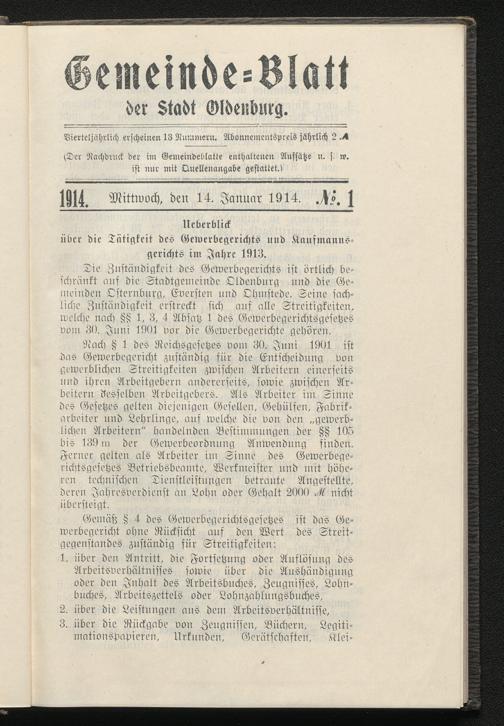 Gemeinde=Blatt
der Stadt Oldenburg.
Vierteljährlich erscheinen 13 Nummern. Abonnementspreis jährlich 2 ℳ
(Der Nachdruck der im Gemeindeblatte enthaltenen Aufsätze u. s. w.
ist nur mit Quellenangabe gestattet.)
1914. Mittwoch, den 14. Januar 1914. №. 1
Ueberblick
über die Tätigkeit des Gewerbegerichts und Kaufmanns-
gerichts im Jahre 1913.
Die Zuständigkeit des Gewerbegerichts ist örtlich be-
schränkt auf die Stadtgemeinde Oldenburg und die Ge-
meinden Osternburg, Eversten und Ohmstede. Seine sach-
liche Zuständigkeit erstreckt sich auf alle Streitigkeiten,
welche nach §§ 1, 3, 4 Absatz 1 des Gewerbegerichtsgesetzes
vom 30. Juni 1901 vor die Gewerbegerichte gehören.
Nach § 1 des Reichsgesetzes vom 30. Juni 1901 ist
das Gewerbegericht zuständig für die Entscheidung von
gewerblichen Streitigkeiten zwischen Arbeitern einerseits
und ihren Arbeitgebern andererseits, sowie zwischen Ar-
beitern desselben Arbeitgebers. Als Arbeiter im Sinne
des Gesetzes gelten diejenigen Gesellen, Gehülfen, Fabrik-
arbeiter und Lehrlinge, auf welche die von den „gewerb-
lichen Arbeitern" handelnden Bestimmungen der §§ 105
bis 139 m der Gewerbeordnung Anwendung finden.
Ferner gelten als Arbeiter im Sinne des Gewerbege-
richtsgesetzes Betriebsbeamte, Werkmeister und mit höhe-
ren technischen Dienstleistungen betraute Angestellte,
deren Jahresverdienst an Lohn oder Gehalt 2000 ℳ nicht
übersteigt.
Gemäß § 4 des Gewerbegerichtsgesetzes ist das Ge-
werbegericht ohne Rücksicht auf den Wert des Streit-
gegenstandes zuständig für Streitigkeiten:
1. über den Antritt, die Fortsetzung oder Auflösung des
Arbeitsverhältnisses sowie über die Aushändigung
oder den Inhalt des Arbeitsbuches, Zeugnisses, Lohn-
buches, Arbeitszettels oder Lohnzahlungsbuches,
2. über die Leistungen aus dem Arbeitsverhältnisse,
3. über die Rückgabe von Zeugnissen, Büchern, Legiti-
mationspapieren, Urkunden, Gerätschaften, Klei-